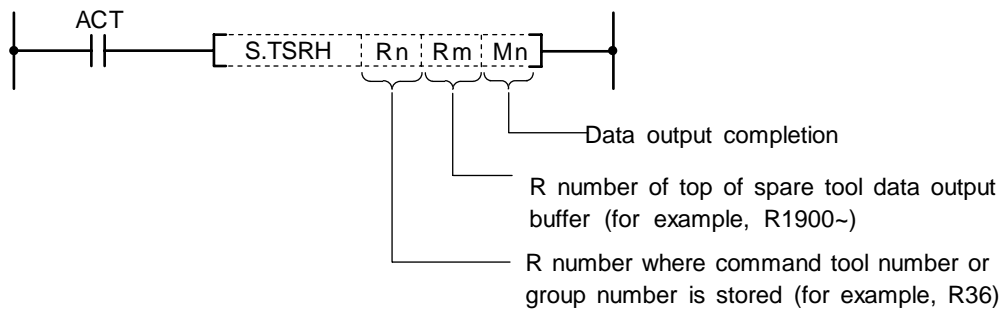 ACT
S.TSRH Rn Rm Mn
Data output completion
R number of top of spare tool data output
buffer (for example, R1900~)
R number where command tool number or
group number is stored (for example, R36)